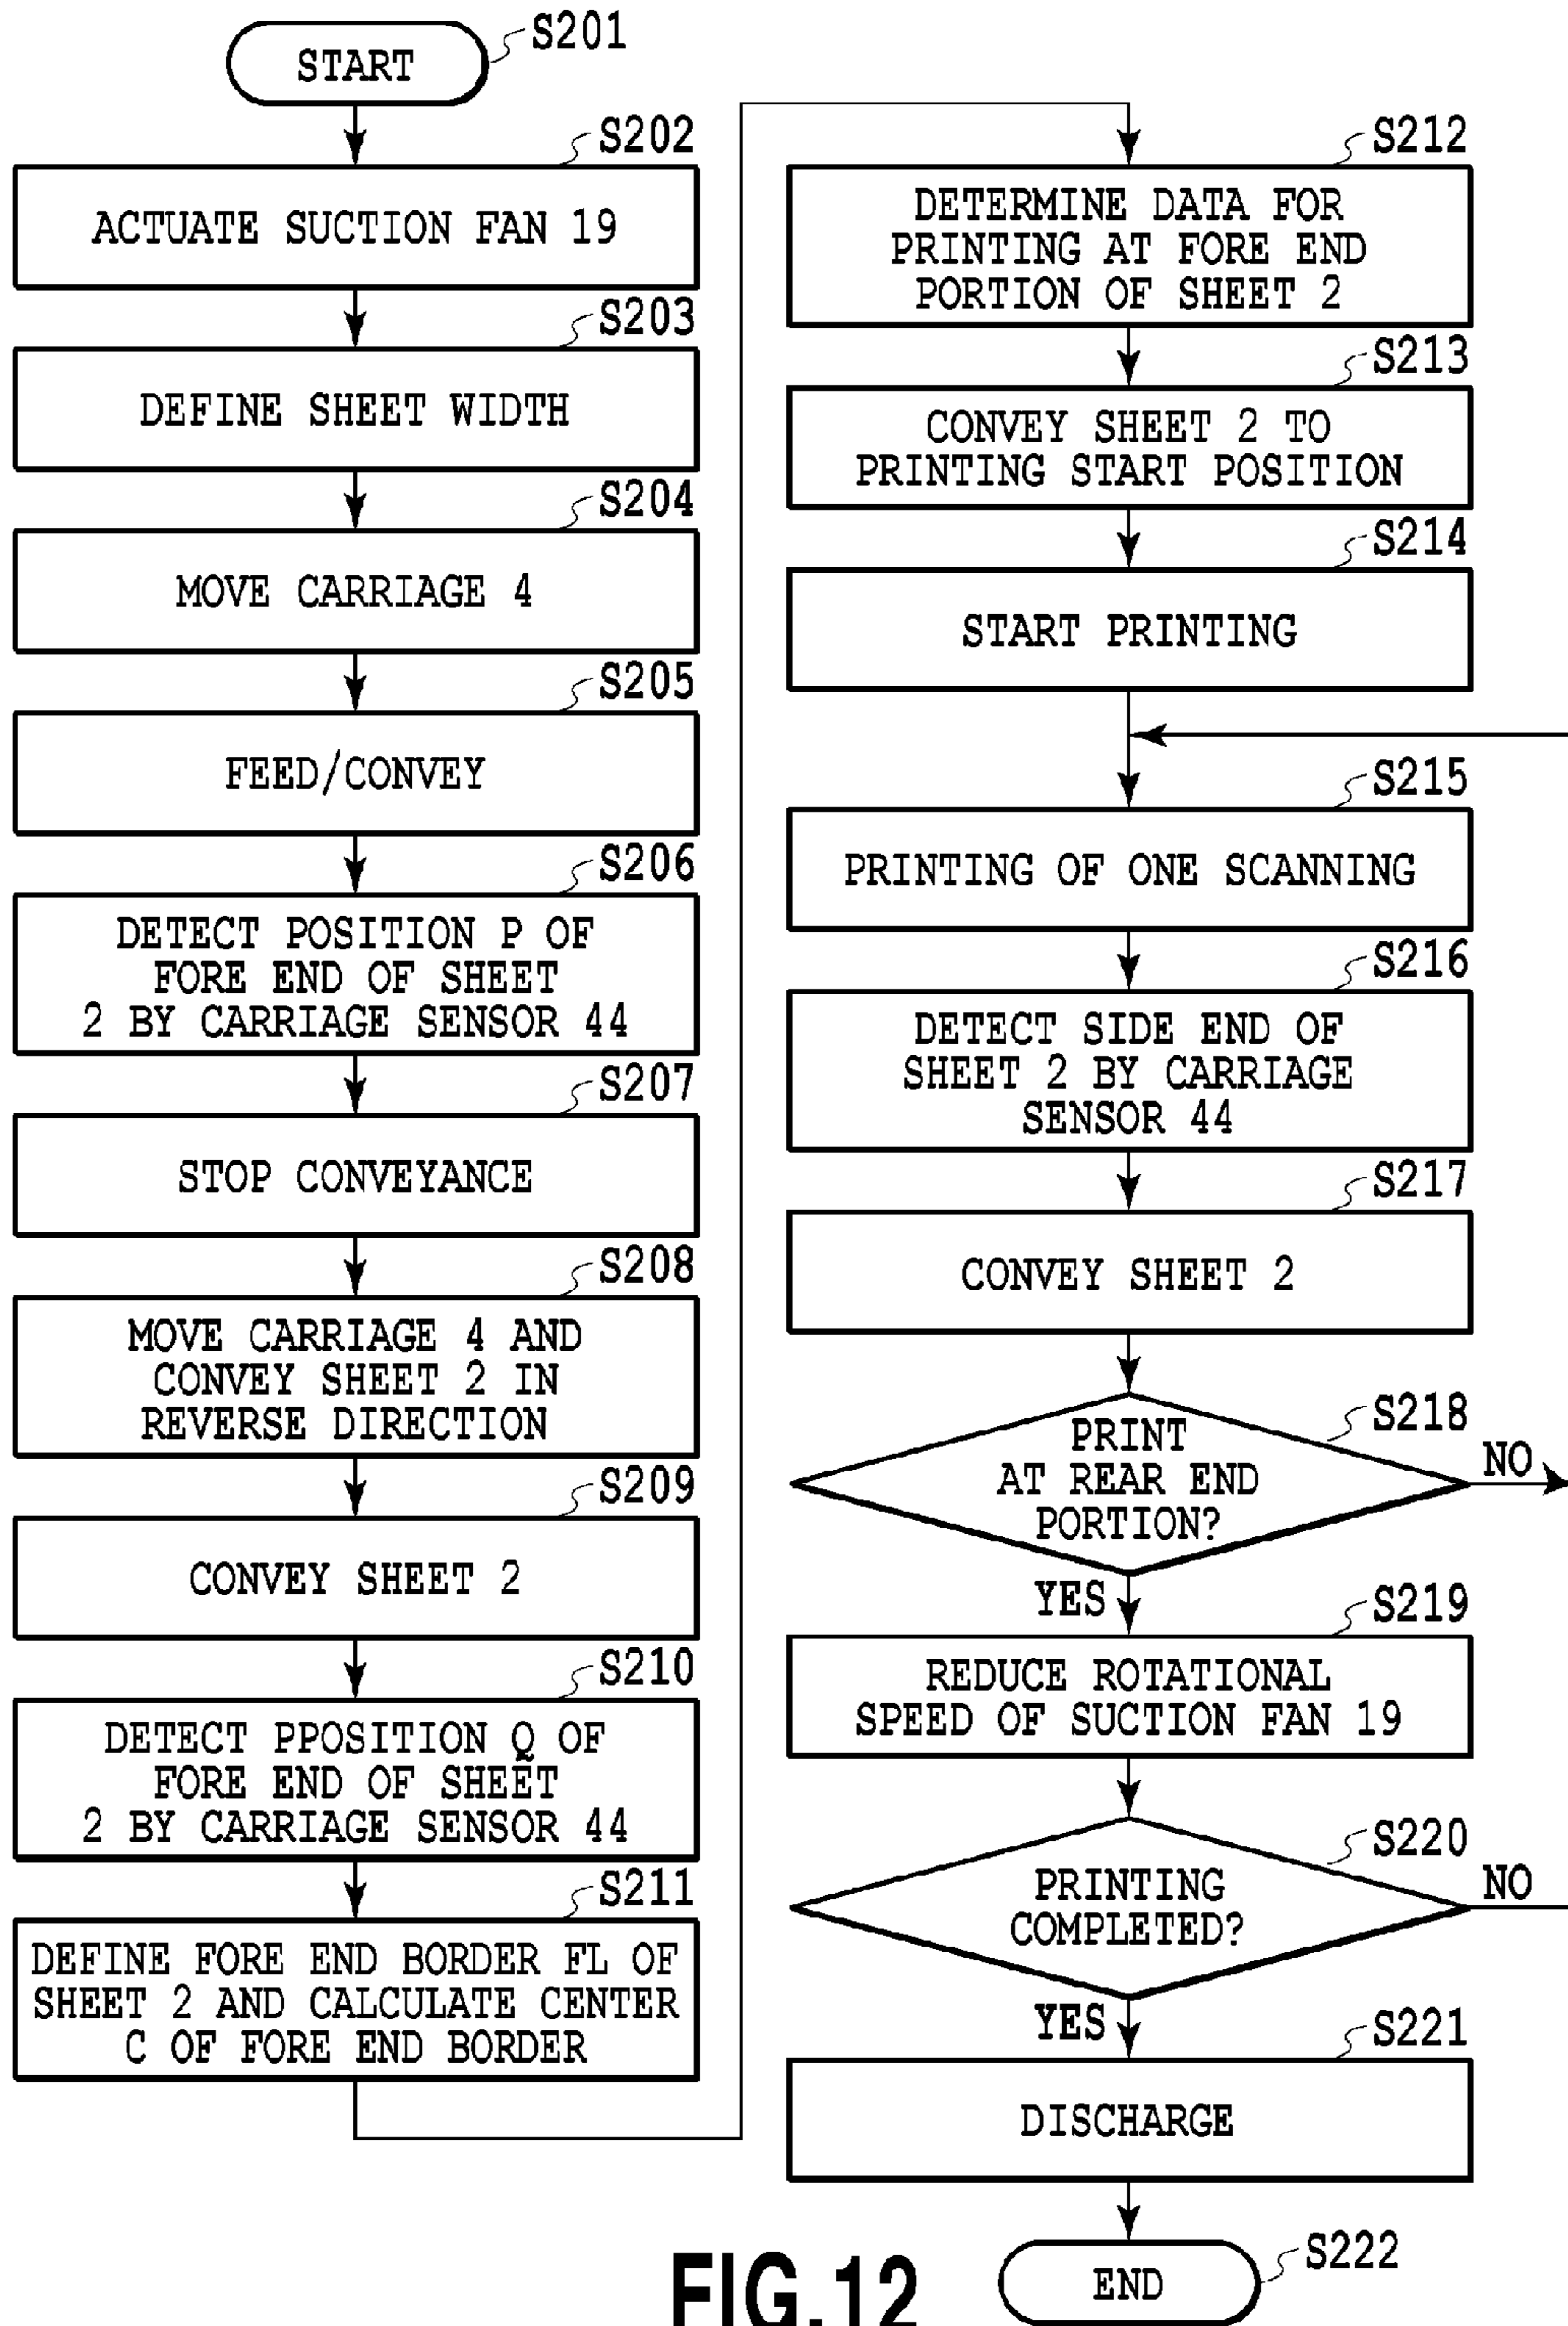 START
S201
S202
ACTUATE SUCTION FAN 19
S203
DEFINE SHEET WIDTH
S204
MOVE CARRIAGE 4
S205
FEED/CONVEY
S206
DETECT POSITION P OF
FORE END OF SHEET
2 BY CARRIAGE SENSOR 44
S207
STOP CONVEYANCE
S208
MOVE CARRIAGE 4 AND
CONVEY SHEET 2 IN
REVERSE DIRECTION
S209
CONVEY SHEET 2
S210
DETECT PPOSITION Q OF
FORE END OF SHEET
2 BY CARRIAGE SENSOR 44
S211
DEFINE FORE END BORDER FL OF
SHEET 2 AND CALCULATE CENTER
C OF FORE END BORDER
S212
DETERMINE DATA FOR
PRINTING AT FORE END
PORTION OF SHEET 2
S213
CONVEY SHEET 2 TO
PRINTING START POSITION
S214
START PRINTING
S215
PRINTING OF ONE SCANNING
S216
DETECT SIDE END OF
SHEET 2 BY CARRIAGE
SENSOR 44
S217
CONVEY SHEET 2
S218
PRINT
AT REAR END
PORTION?
NO
YES
S219
REDUCE ROTATIONAL
SPEED OF SUCTION FAN 19
S220
PRINTING
COMPLETED?
NO
YES
S221
DISCHARGE
S222
END
FIG.12